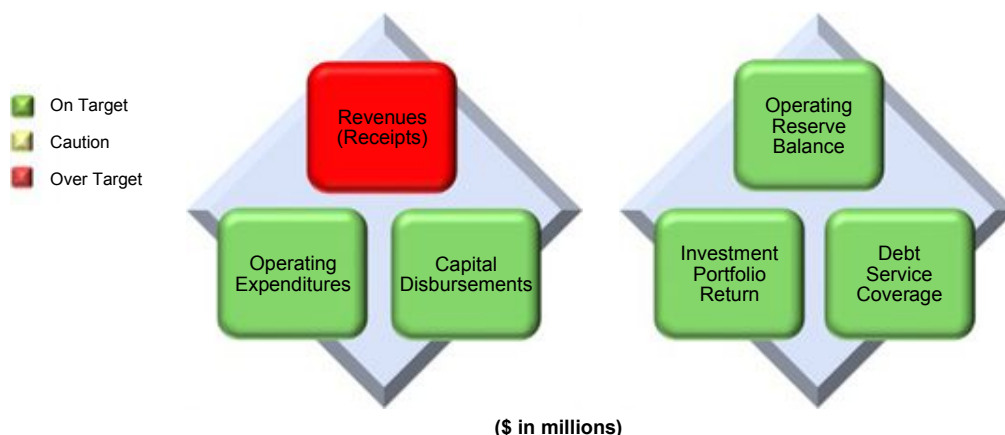 On Target
Caution
Over Target
Revenues
(Receipts)
Operating
Expenditures
Capital
Disbursements
Operating
Reserve
Balance
Investment
Portfolio
Return
Debt
Service
Coverage
($ in millions)